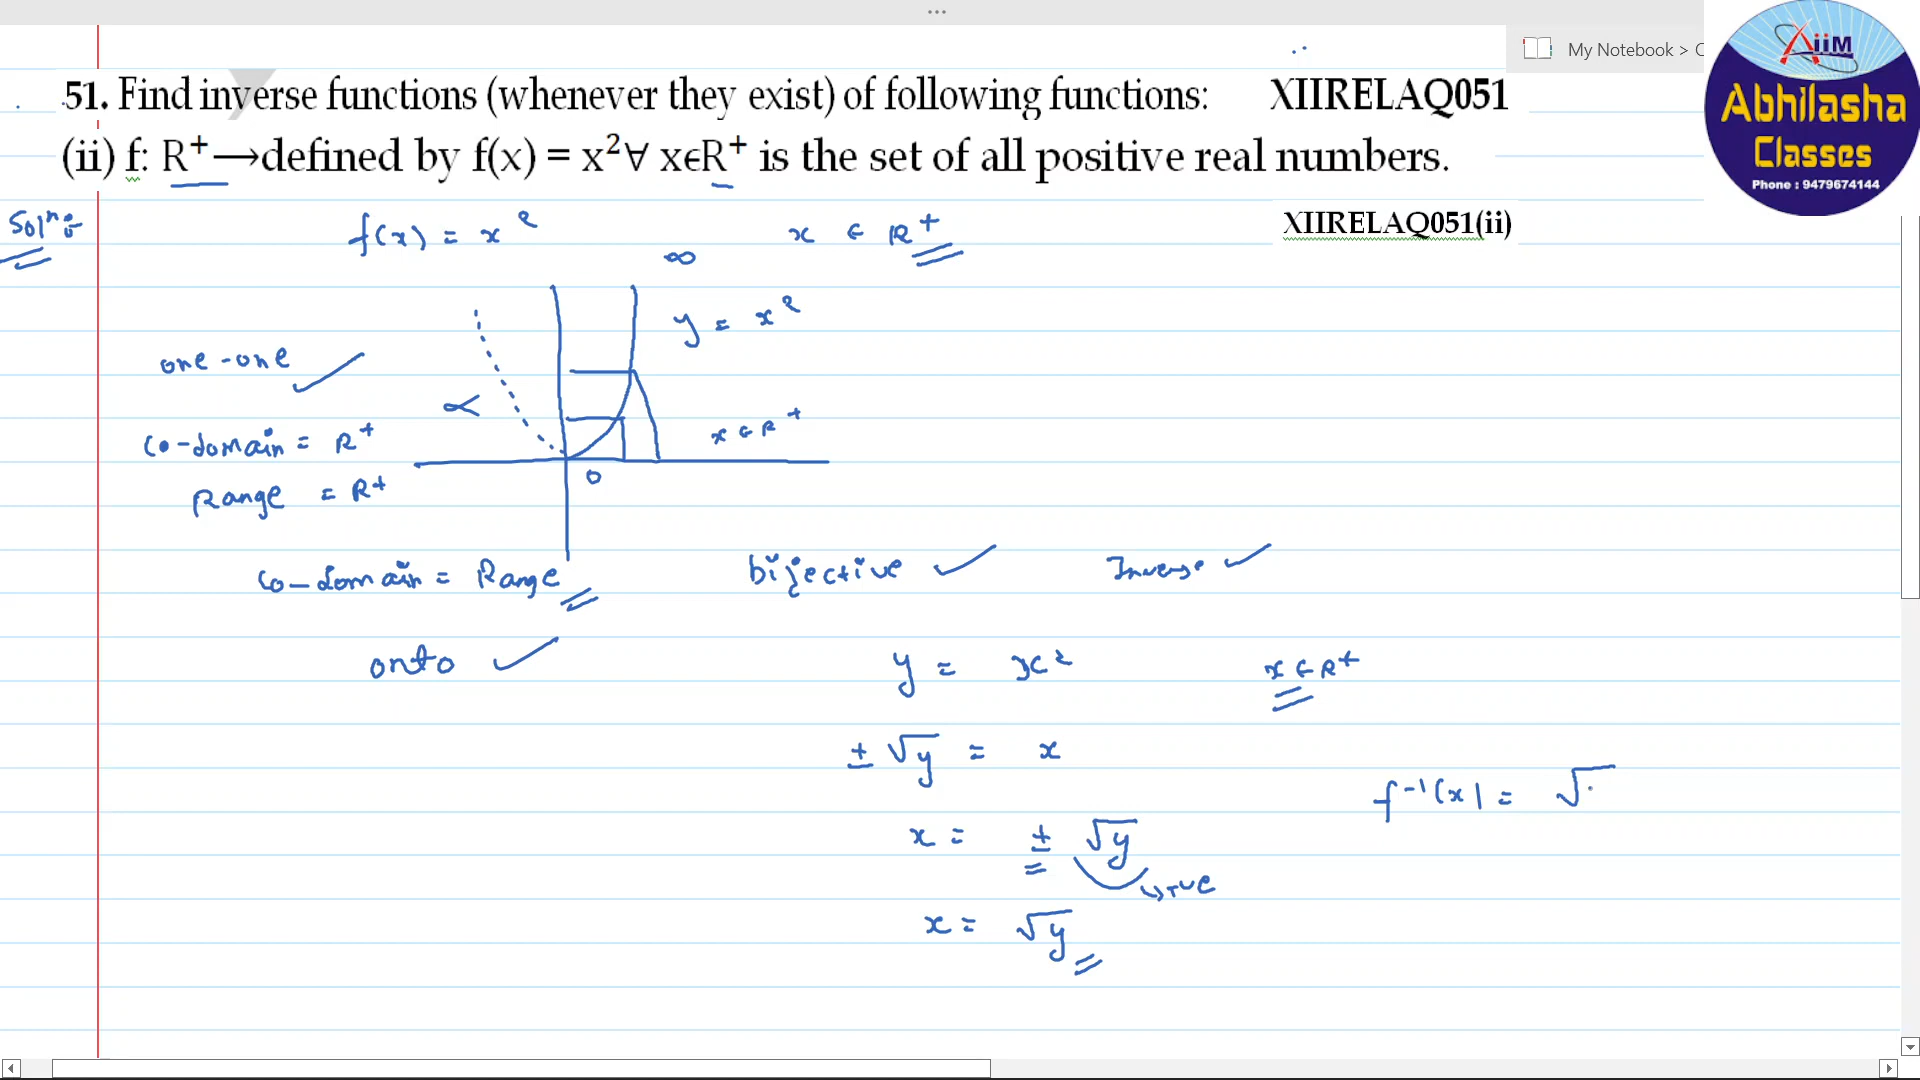 ...
My Notebook > C
AiiM
Abhilasha
Classes
Phone : 9479674144
51. Find inverse functions (whenever they exist) of following functions: XIIRELAQ051
(ii) f: R⁺⟶defined by f(x) = x²∀ xϵR⁺ is the set of all positive real numbers.
XIIRELAQ051(ii)
Solⁿ:
f(x) = x² x ∈ R⁺
∞
y = x²
one-one ✓
∝
x ∈ R⁺
co-domain = R⁺
Range = R⁺
0
co-domain = Range
bijective ✓ Inverse ✓
onto ✓
y = x² x ∈ R⁺
± √y = x
f⁻¹(x) = √
x = ± √y
↳ +ve
x = √y